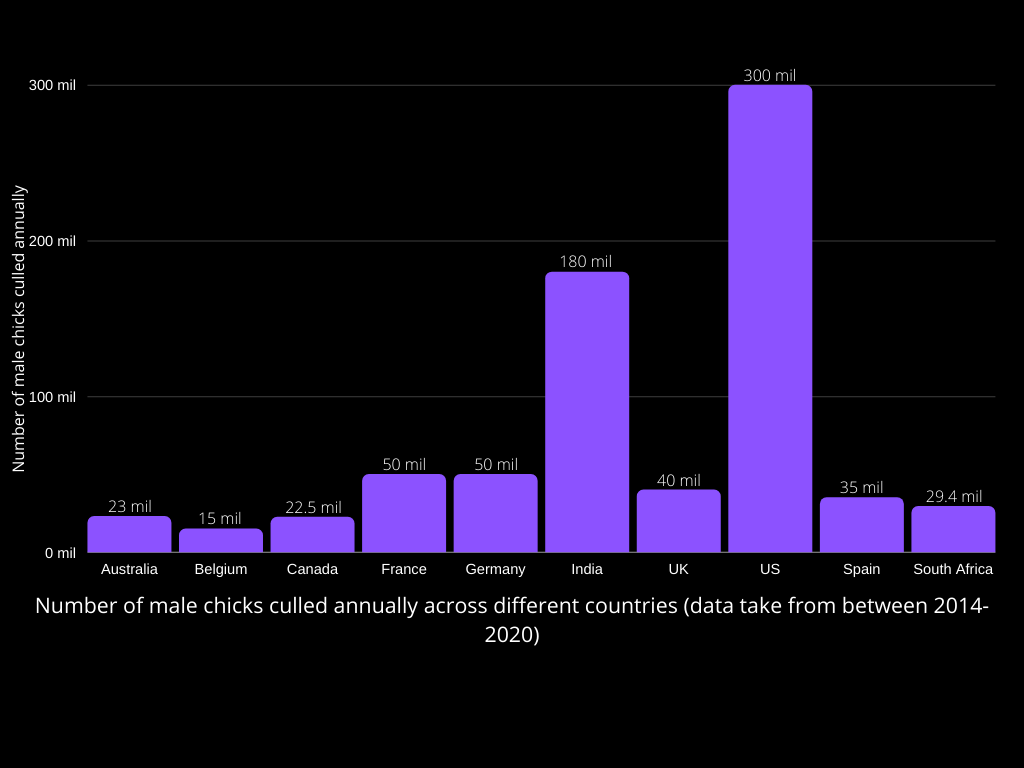 300 mil
300 mil
200 mil
180 mil
Number of male chicks culled annually
100 mil
50 mil
50 mil
40 mil
35 mil
29.4 mil
23 mil
22.5 mil
15 mil
0 mil
Australia
Belgium
Canada
France
Germany
India
UK
US
Spain
South Africa
Number of male chicks culled annually across different countries (data take from between 2014-
2020)